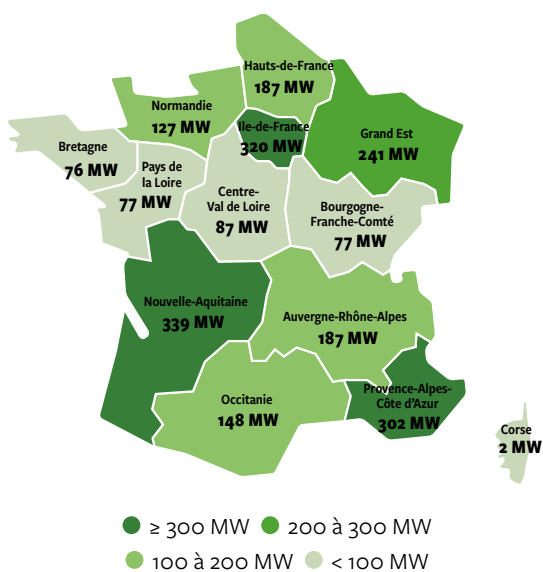 Hauts-de-France
187 MW
Normandie
127 MW
Ile-de-France
320 MW
Grand Est
241 MW
Bretagne
76 MW
Pays de
la Loire
77 MW
Centre-
Val de Loire
87 MW
Bourgogne-
Franche-Comté
77 MW
Nouvelle-Aquitaine
339 MW
Auvergne-Rhône-Alpes
187 MW
Occitanie
148 MW
Provence-Alpes-
Côte d'Azur
302 MW
Corse
2 MW
≥ 300 MW 200 à 300 MW
100 à 200 MW < 100 MW